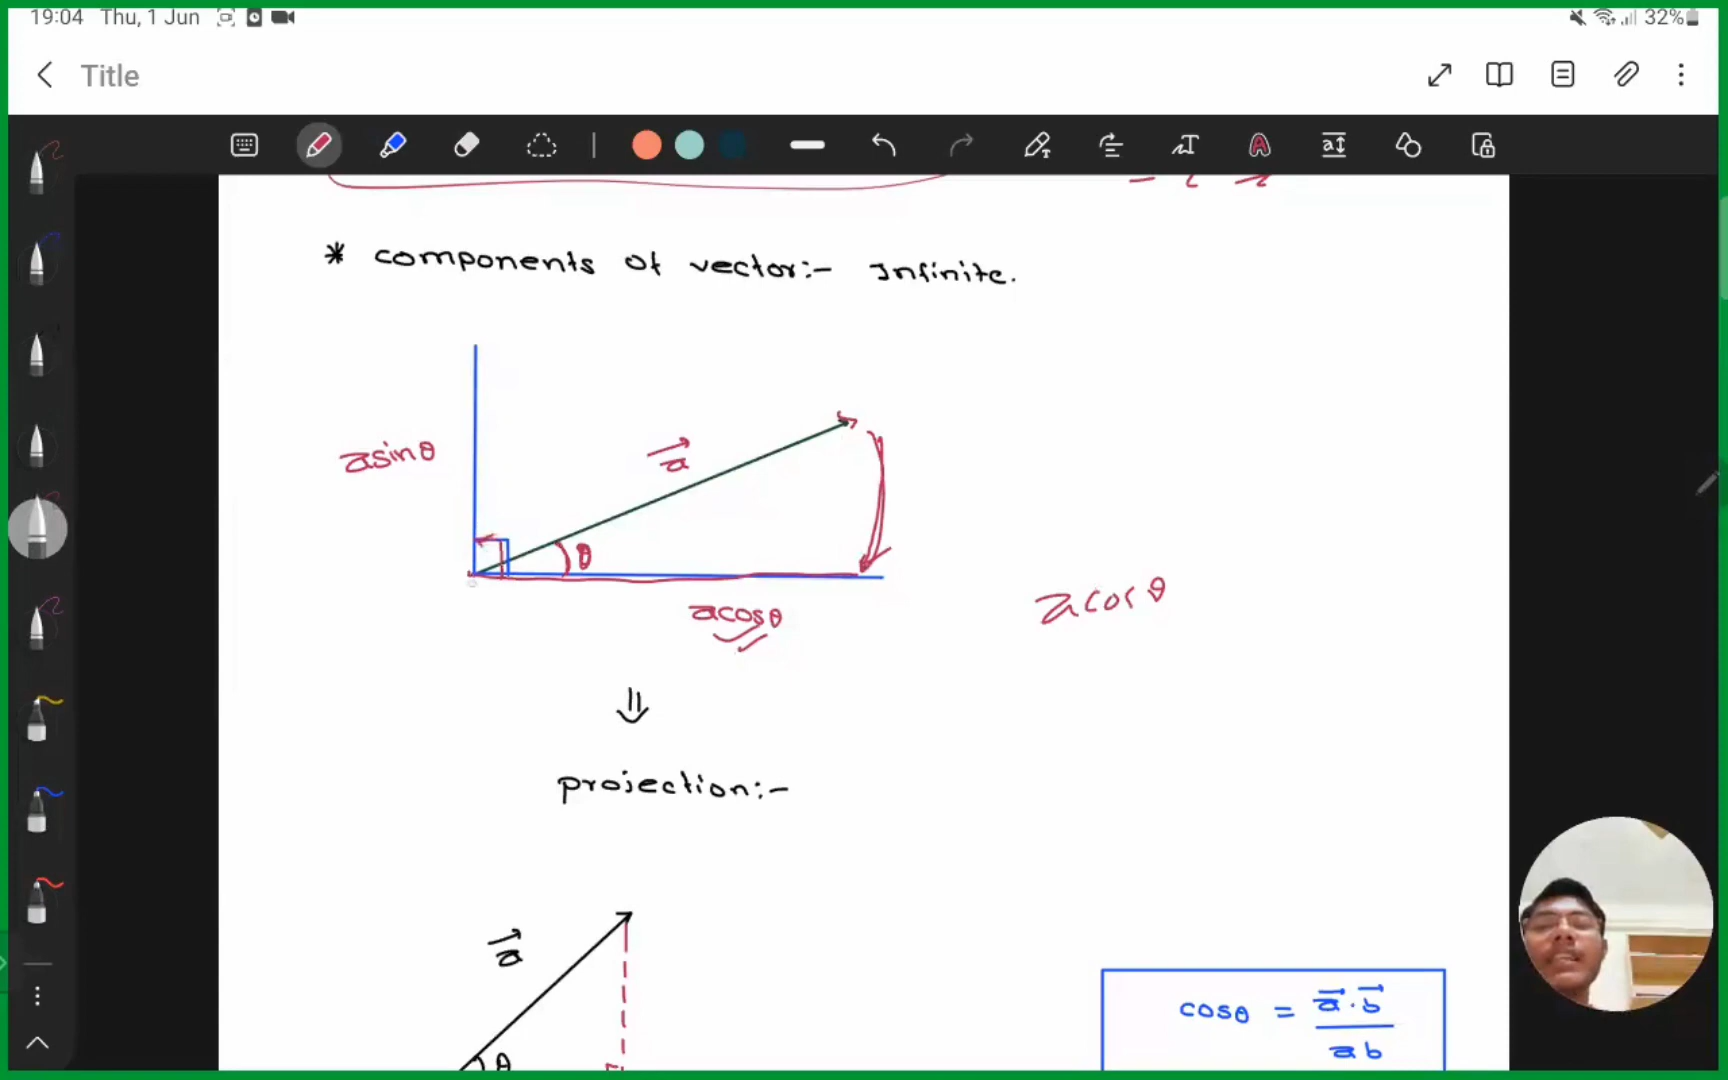 19:04 Thu, 1 Jun 32%
Title
* components of vector:- Infinite.
asinθ
a
θ
acosθ
acosθ
⇓
projection:-
a
θ
cosθ = a · b
ab